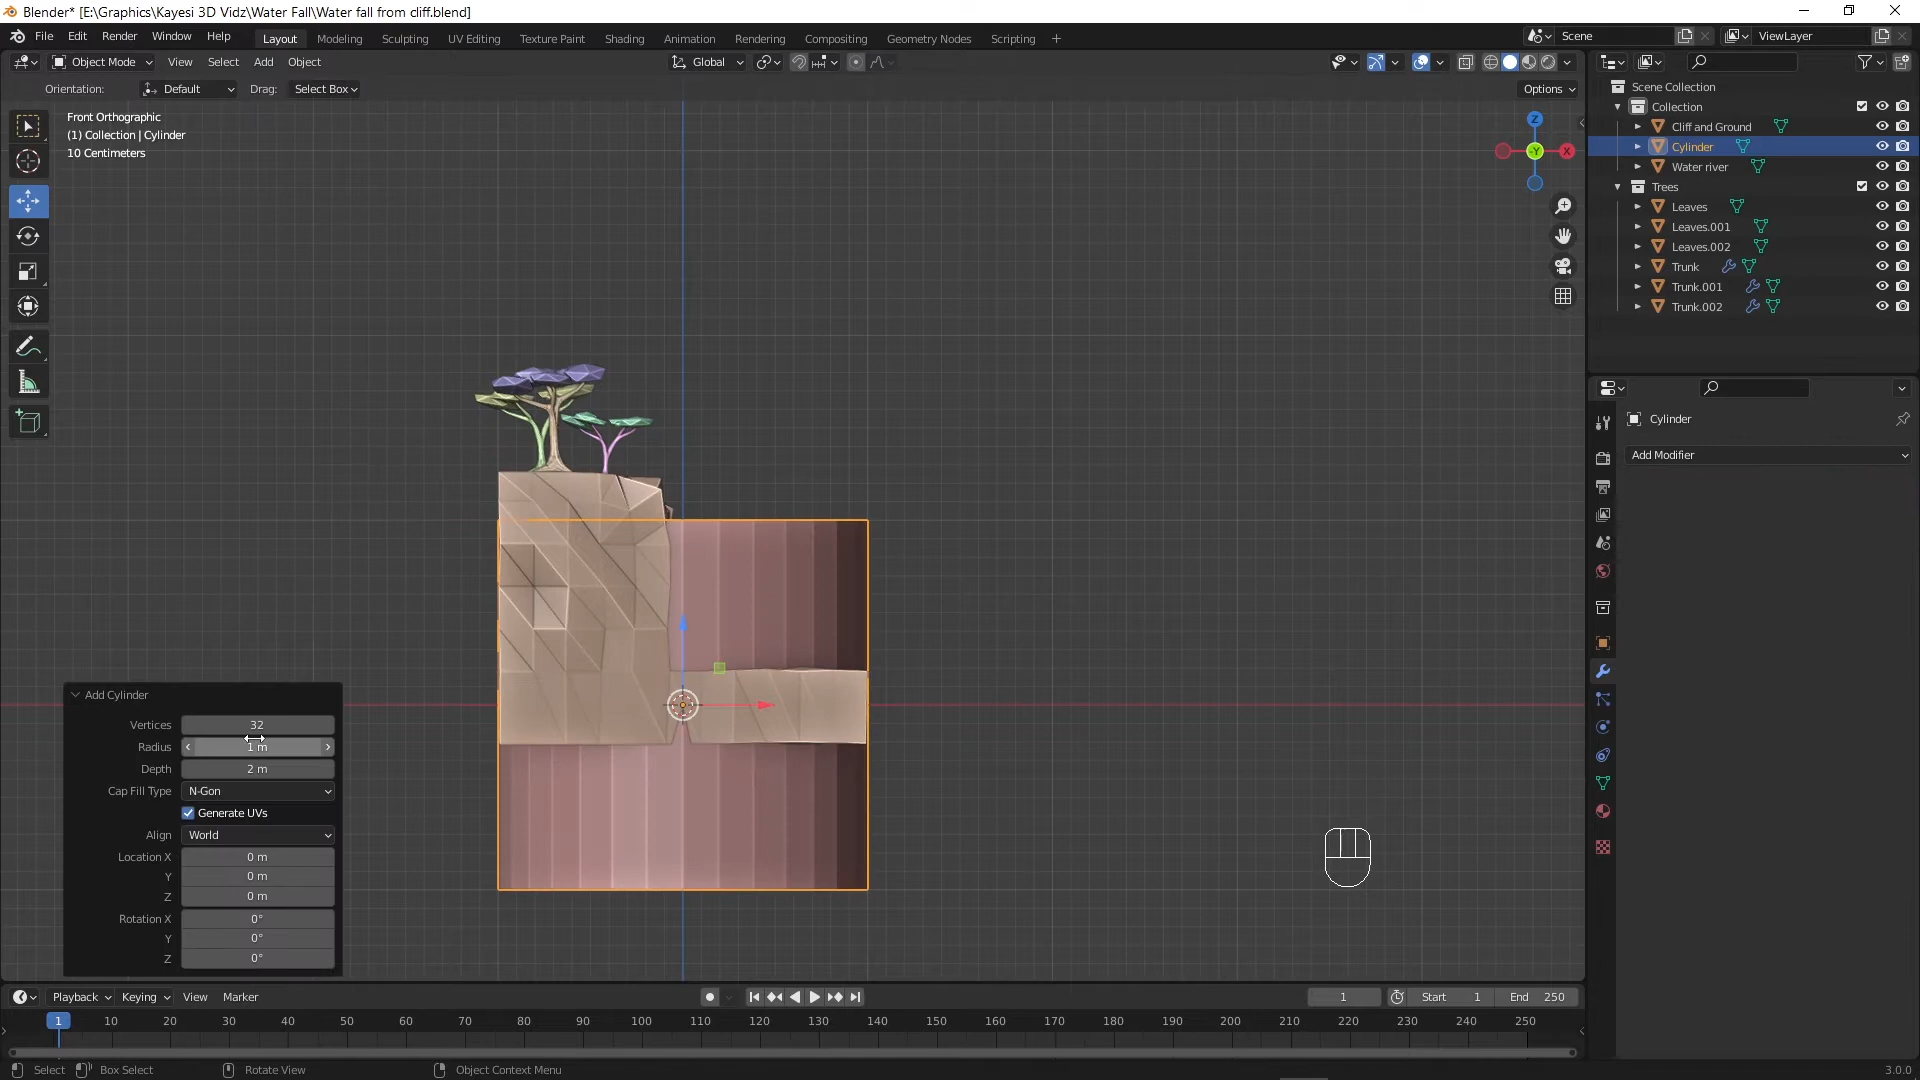 Blender* [E:\Graphics\Kayesi 3D Vidz\Water Fall\Water fall from cliff.blend]
File Edit Render Window Help
Layout Modeling Sculpting UV Editing Texture Paint Shading Animation Rendering Compositing Geometry Nodes Scripting +
Scene
ViewLayer
Object Mode View Select Add Object
Global
Orientation: Default Drag: Select Box
Options
Front Orthographic
(1) Collection | Cylinder
10 Centimeters
Z
-Y
X
Scene Collection
Collection
Cliff and Ground
Cylinder
Water river
Trees
Leaves
Leaves.001
Leaves.002
Trunk
Trunk.001
Trunk.002
Cylinder
Add Modifier
Add Cylinder
Vertices 32
Radius 1 m
Depth 2 m
Cap Fill Type N-Gon
Generate UVs
Align World
Location X 0 m
Y 0 m
Z 0 m
Rotation X 0°
Y 0°
Z 0°
Playback Keying View Marker
1 Start 1 End 250
1 10 20 30 40 50 60 70 80 90 100 110 120 130 140 150 160 170 180 190 200 210 220 230 240 250
Select Box Select Rotate View Object Context Menu 3.0.0